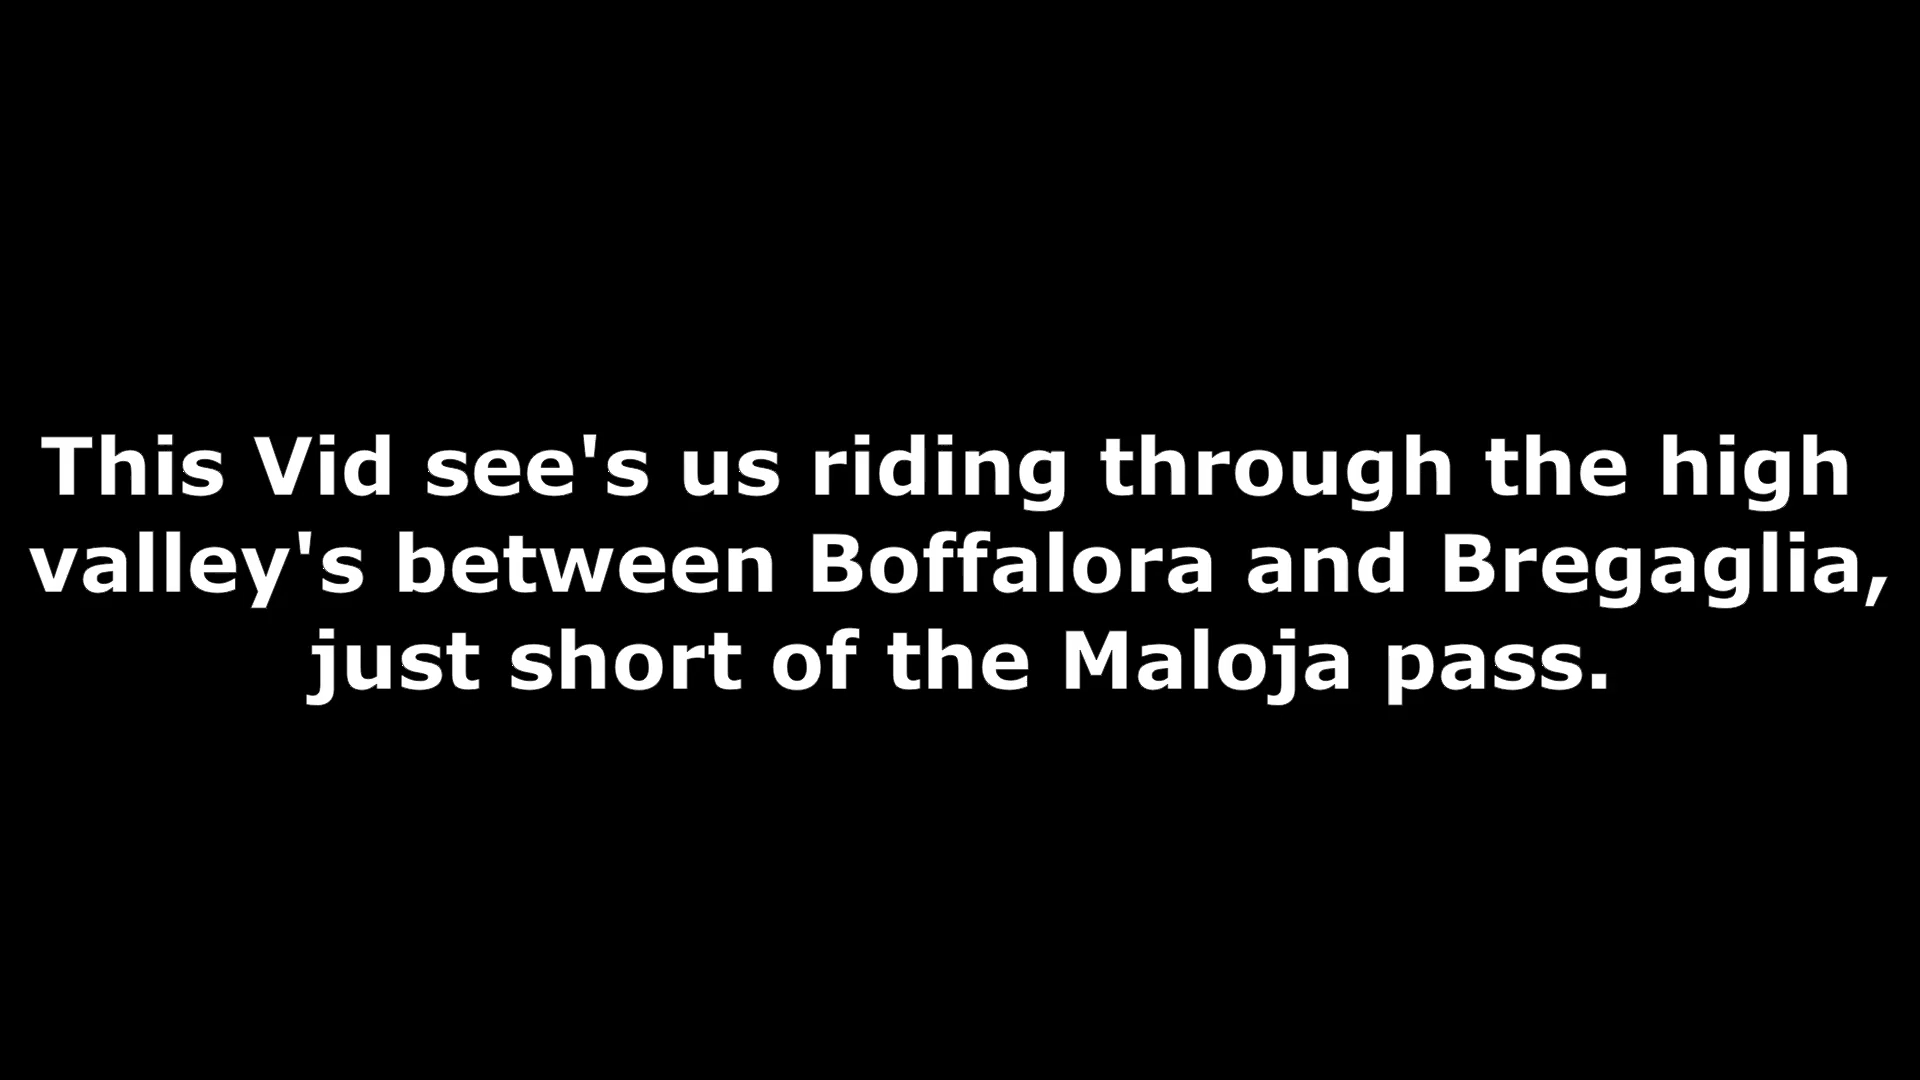 This Vid see's us riding through the high
valley's between Boffalora and Bregaglia,
just short of the Maloja pass.